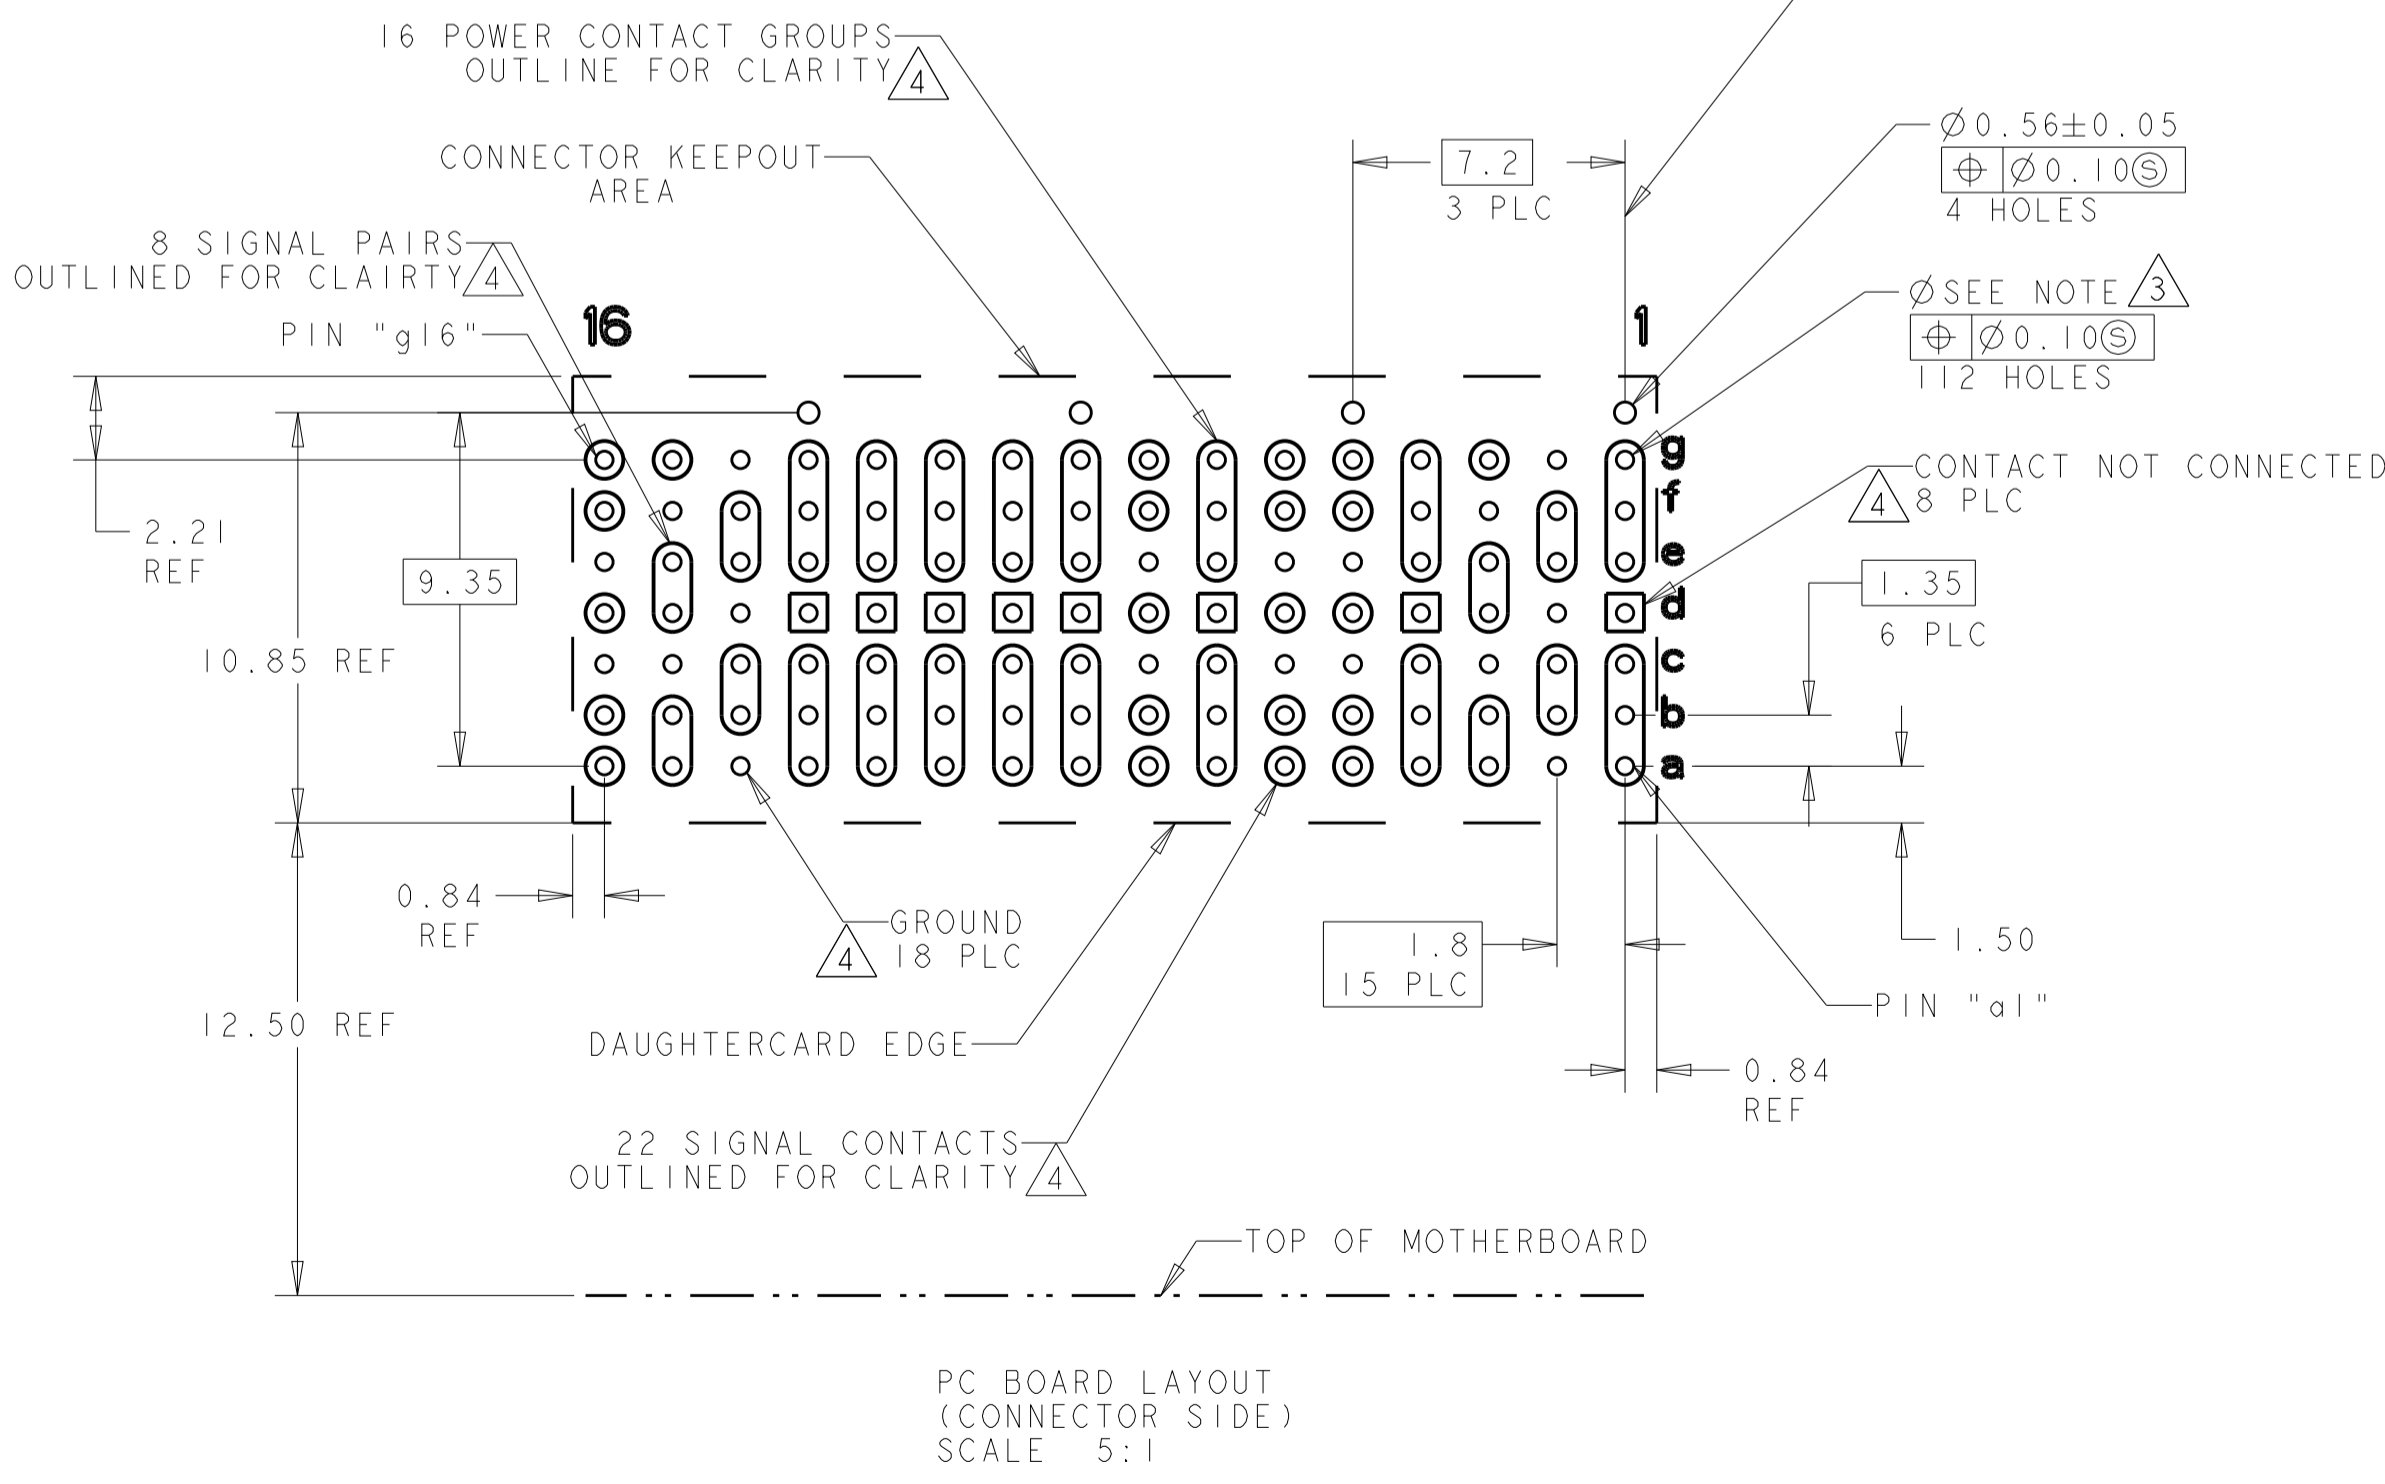 16 POWER CONTACT GROUPS
OUTLINE FOR CLARITY 4
CONNECTOR KEEPOUT
AREA
8 SIGNAL PAIRS
OUTLINED FOR CLAIRTY 4
PIN "g16"
16
1
7.2
3 PLC
Ø0.56±0.05
⌖ Ø0.10Ⓢ
4 HOLES
ØSEE NOTE 3
⌖ Ø0.10Ⓢ
112 HOLES
g
f
e
d
c
b
a
CONTACT NOT CONNECTED
4 8 PLC
2.21
REF
9.35
10.85 REF
1.35
6 PLC
0.84
REF
GROUND
4 18 PLC
1.8
15 PLC
1.50
PIN "a1"
12.50 REF
DAUGHTERCARD EDGE
0.84
REF
22 SIGNAL CONTACTS
OUTLINED FOR CLARITY 4
TOP OF MOTHERBOARD
PC BOARD LAYOUT
(CONNECTOR SIDE)
SCALE 5:1